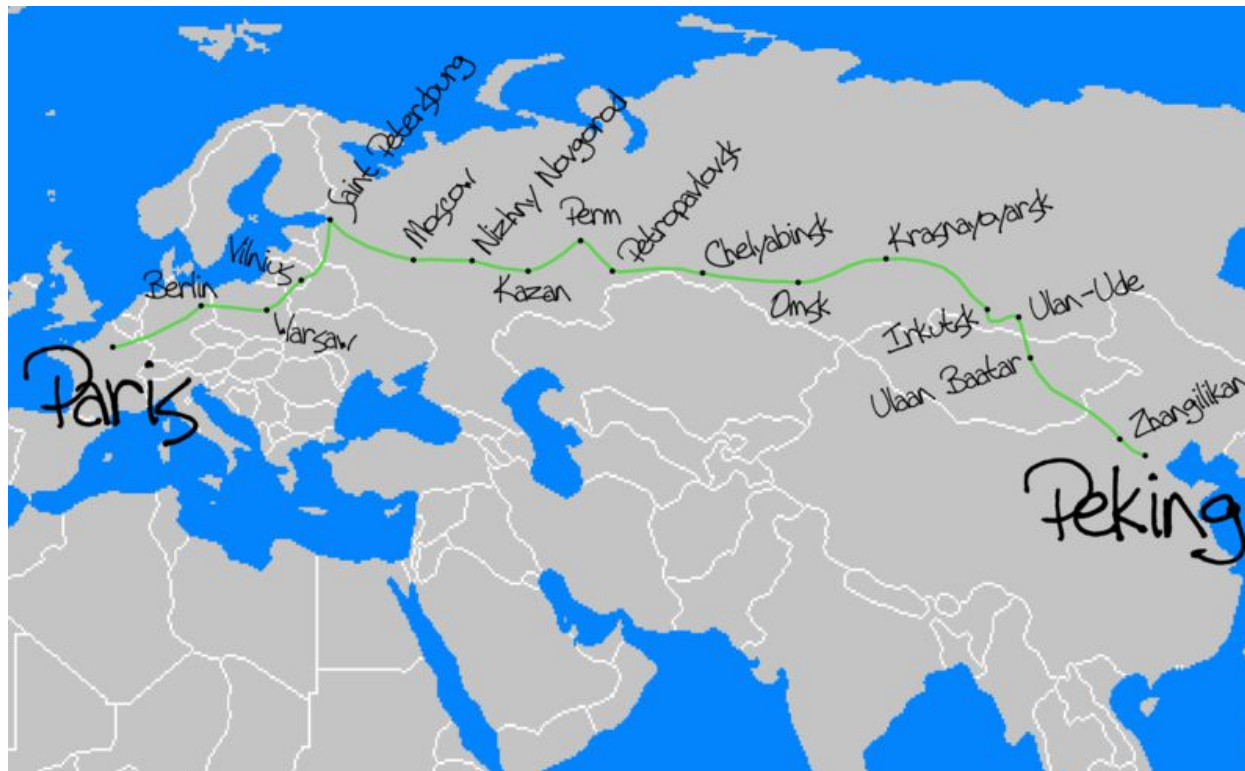 Paris
Berlin
Warsaw
Vilnius
Saint Petersburg
Moscow
Nizhny Novgorod
Kazan
Perm
Petropavlovsk
Chelyabinsk
Omsk
Krasnayoyarsk
Irkutsk
Ulan-Ude
Ulaan Baatar
Zhangilikan
Peking